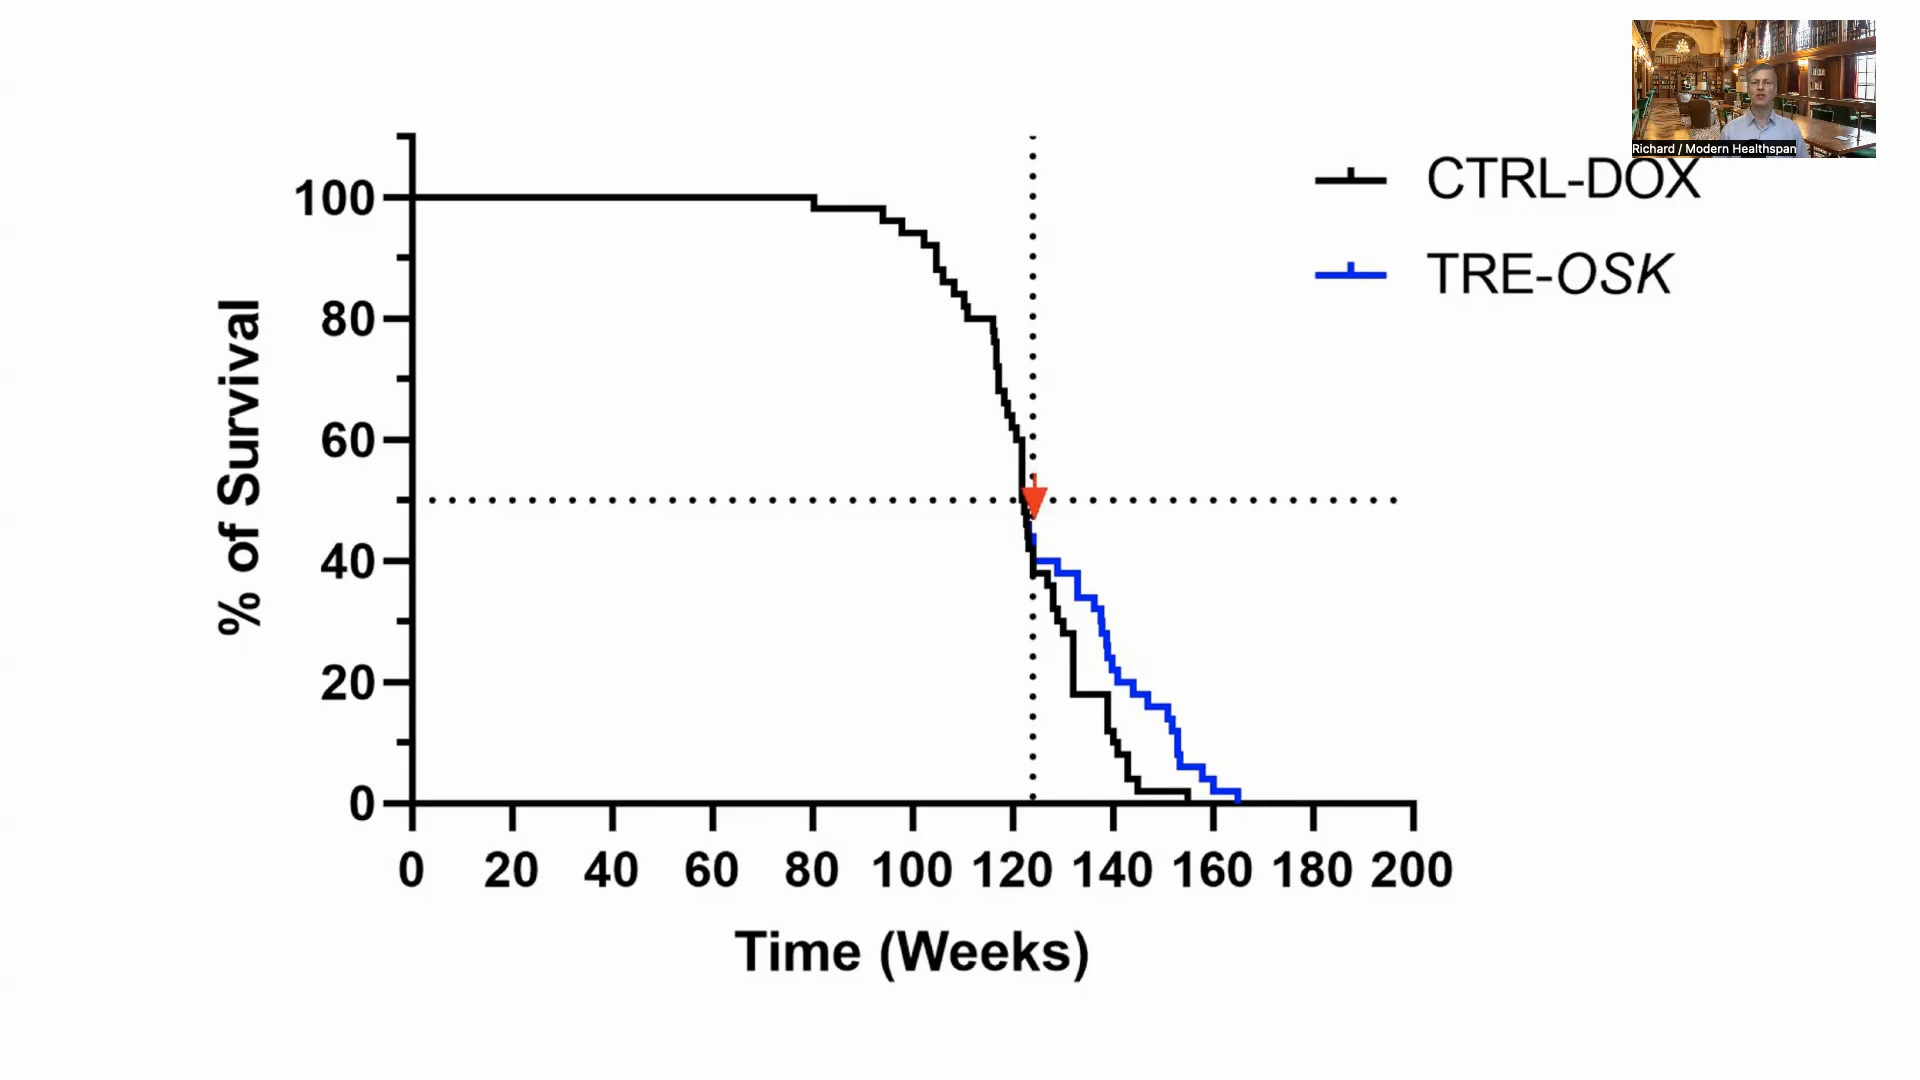 Richard / Modern Healthspan
CTRL-DOX
TRE-OSK
% of Survival
100
80
60
40
20
0
0 20 40 60 80 100 120 140 160 180 200
Time (Weeks)